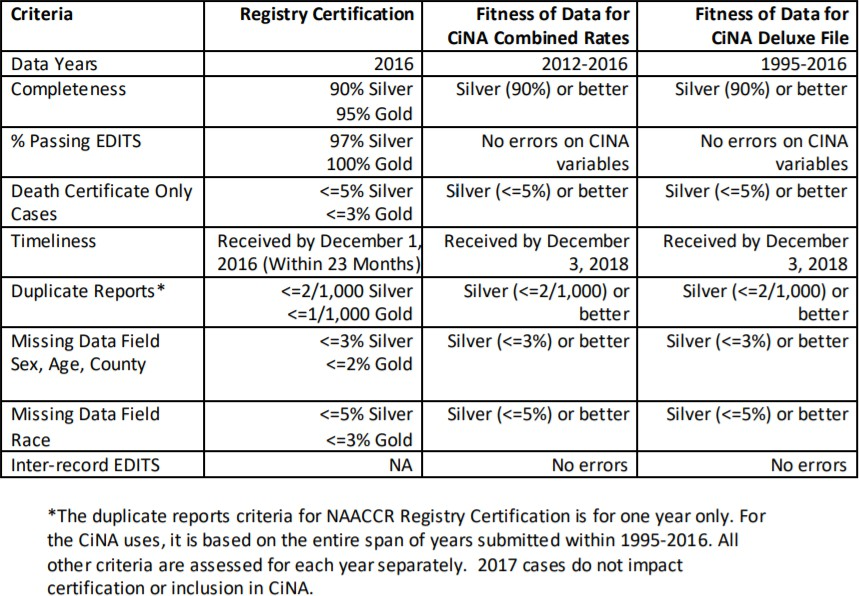 Criteria Registry Certification Fitness of Data for Fitness of Data for
CiNA Combined Rates CiNA Deluxe File
Data Years 2016 2012-2016 1995-2016
Completeness 90% Silver Silver (90%) or better Silver (90%) or better
95% Gold
% Passing EDITS 97% Silver No errors on CINA No errors on CINA
100% Gold variables variables
Death Certificate Only <=5% Silver Silver (<=5%) or better Silver (<=5%) or better
Cases <=3% Gold
Timeliness Received by December 1, Received by December Received by December
2016 (Within 23 Months) 3, 2018 3, 2018
Duplicate Reports* <=2/1,000 Silver Silver (<=2/1,000) or Silver (<=2/1,000) or
<=1/1,000 Gold better better
Missing Data Field <=3% Silver Silver (<=3%) or better Silver (<=3%) or better
Sex, Age, County <=2% Gold
Missing Data Field <=5% Silver Silver (<=5%) or better Silver (<=5%) or better
Race <=3% Gold
Inter-record EDITS NA No errors No errors
*The duplicate reports criteria for NAACCR Registry Certification is for one year only. For
the CiNA uses, it is based on the entire span of years submitted within 1995-2016. All
other criteria are assessed for each year separately. 2017 cases do not impact
certification or inclusion in CiNA.